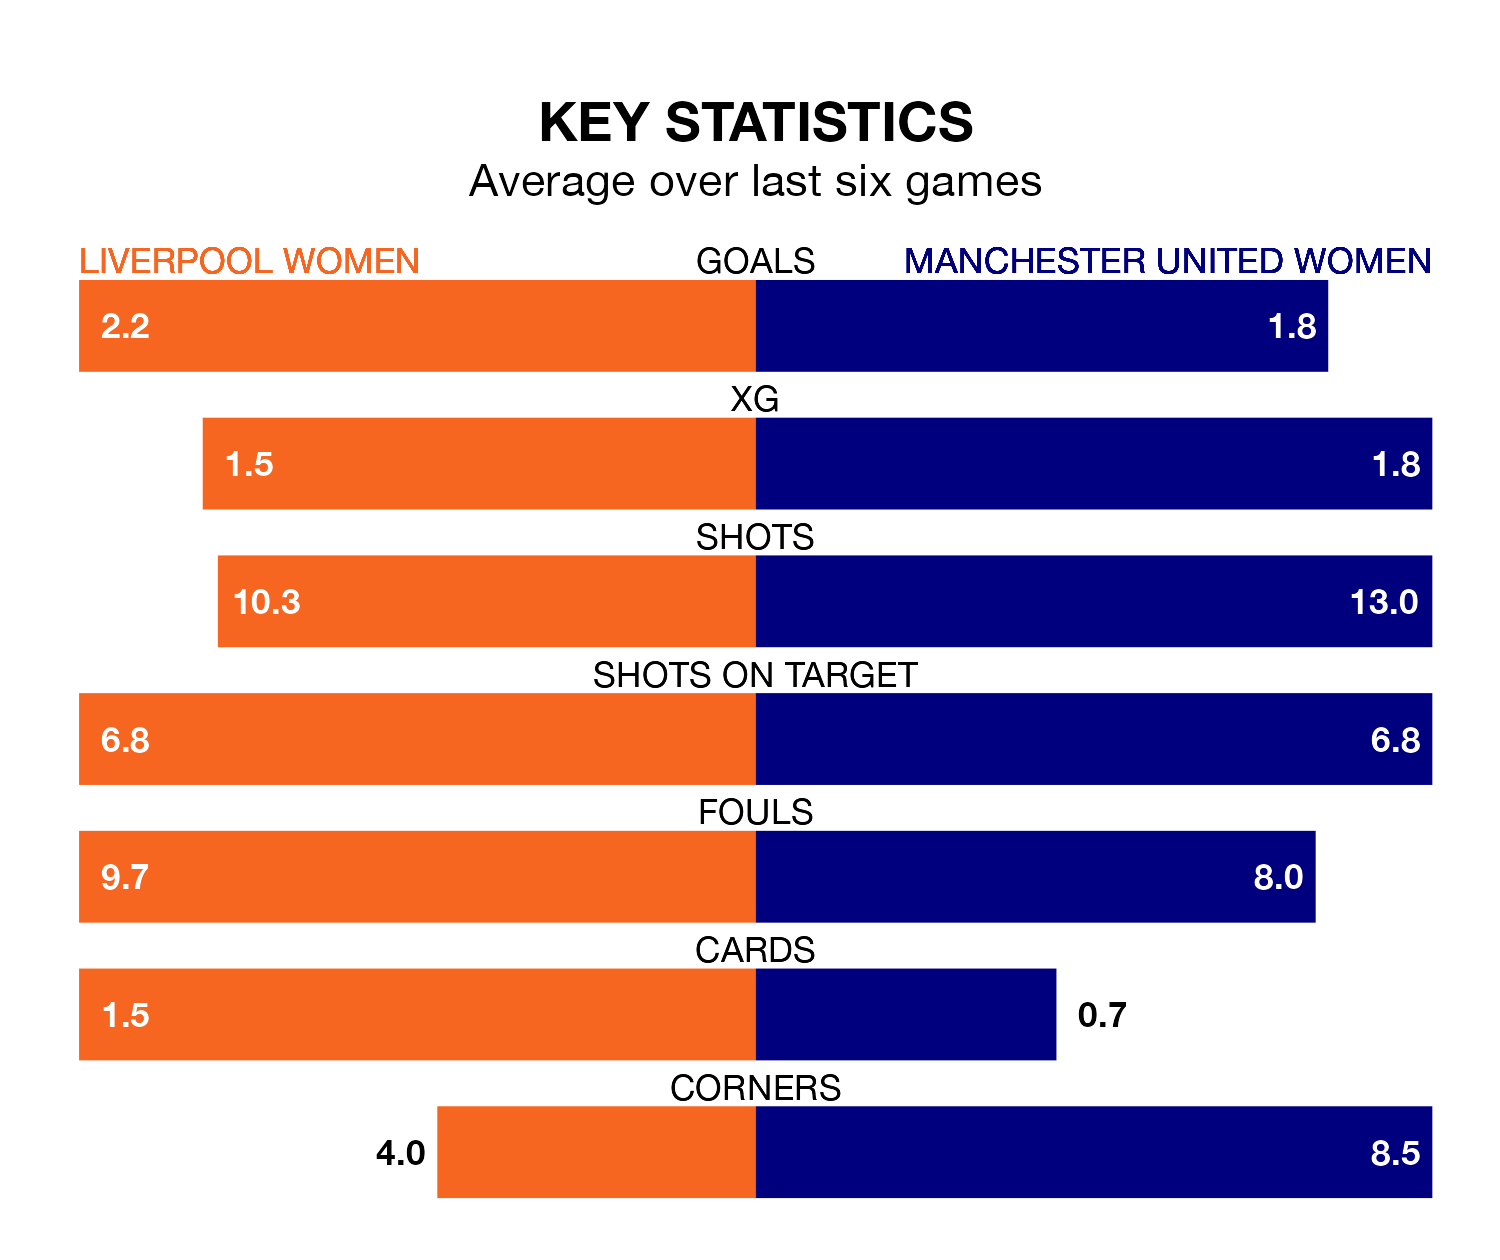 KEY STATISTICS
Average over last six games
LIVERPOOL WOMEN GOALS MANCHESTER UNITED WOMEN
2.2 1.8
XG
1.5 1.8
SHOTS
10.3 13.0
SHOTS ON TARGET
6.8 6.8
FOULS
9.7 8.0
CARDS
1.5 0.7
CORNERS
4.0 8.5